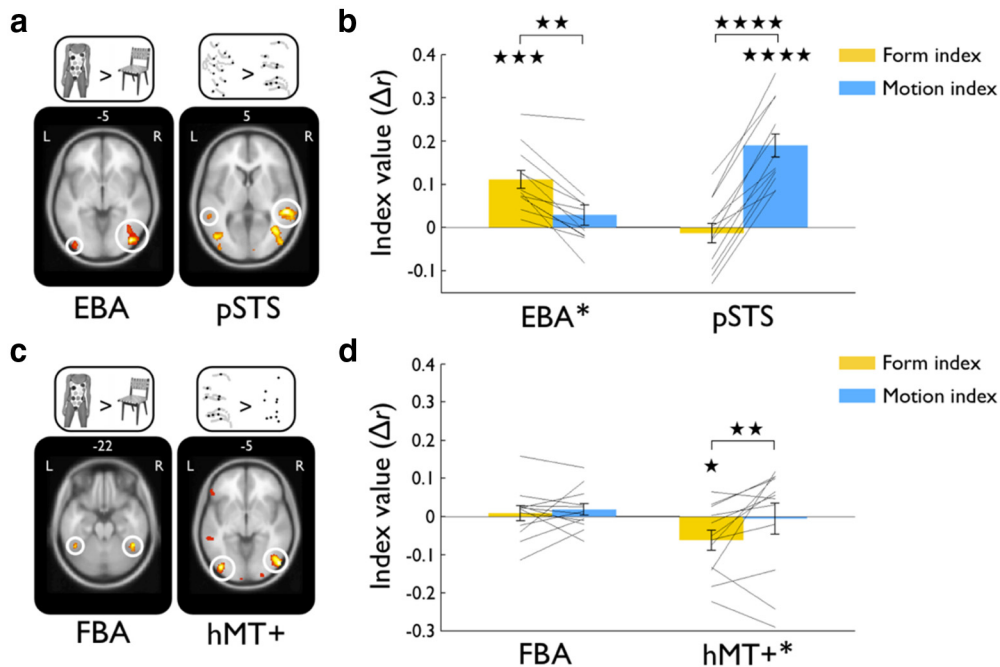 a
> >
-5 5
L R L R
EBA pSTS
b
★★ ★★★★
★★★ ★★★★
Form index
Motion index
Index value (Δr)
0.4
0.3
0.2
0.1
0
-0.1
EBA* pSTS
c
> >
-22 -5
L R L R
FBA hMT+
d
Form index
Motion index
★★
★
Index value (Δr)
0.4
0.3
0.2
0.1
0
-0.1
-0.2
-0.3
FBA hMT+*